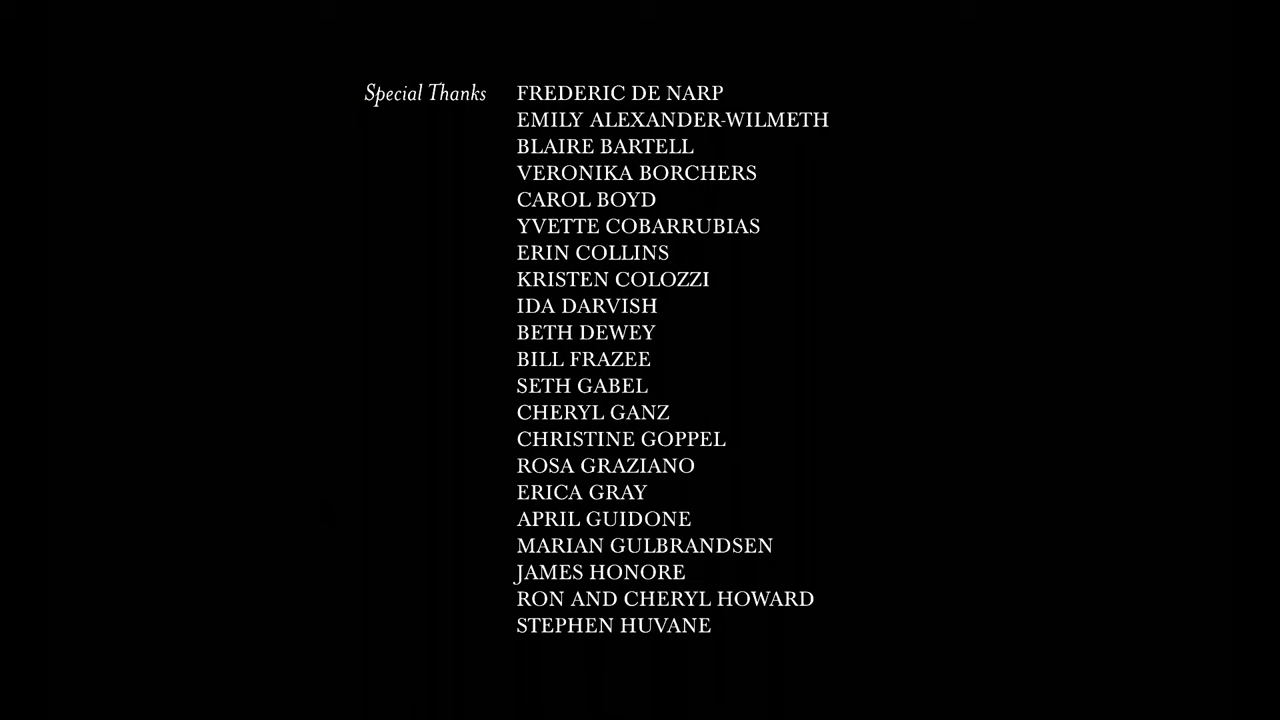 Special Thanks FREDERIC DE NARP
EMILY ALEXANDER-WILMETH
BLAIRE BARTELL
VERONIKA BORCHERS
CAROL BOYD
YVETTE COBARRUBIAS
ERIN COLLINS
KRISTEN COLOZZI
IDA DARVISH
BETH DEWEY
BILL FRAZEE
SETH GABEL
CHERYL GANZ
CHRISTINE GOPPEL
ROSA GRAZIANO
ERICA GRAY
APRIL GUIDONE
MARIAN GULBRANDSEN
JAMES HONORE
RON AND CHERYL HOWARD
STEPHEN HUVANE